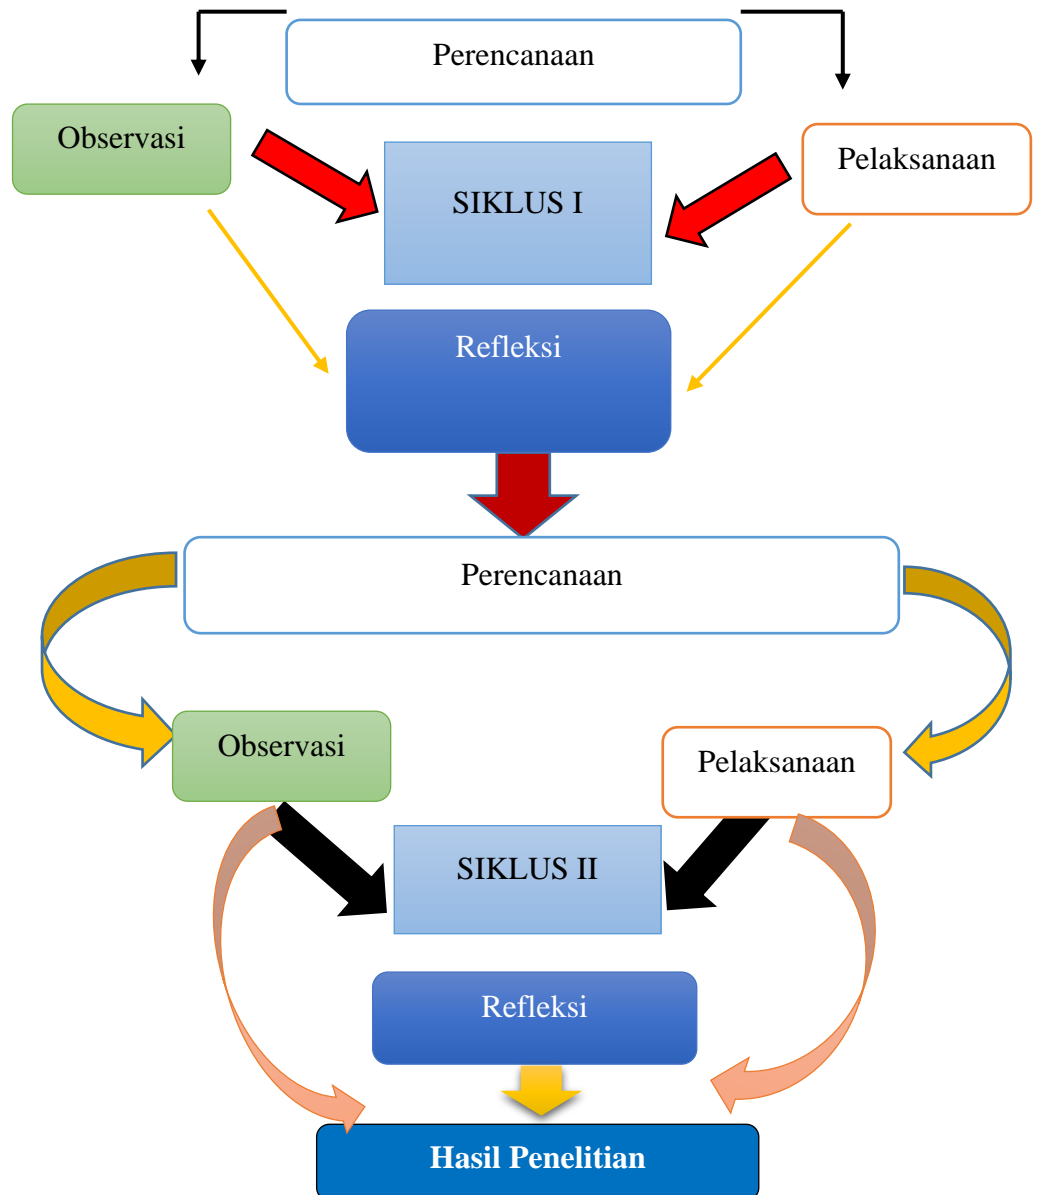 Perencanaan
Observasi
Pelaksanaan
SIKLUS I
Refleksi
Perencanaan
Observasi
Pelaksanaan
SIKLUS II
Refleksi
Hasil Penelitian